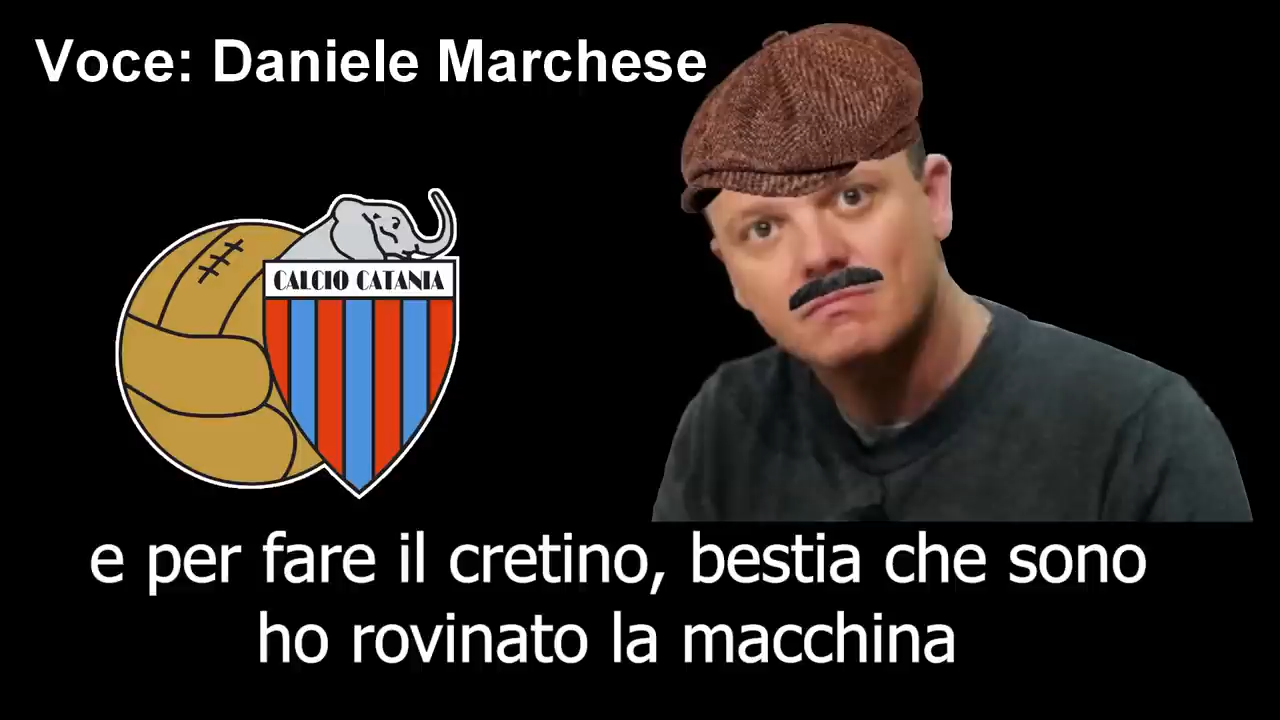 Voce: Daniele Marchese
CALCIO CATANIA
e per fare il cretino, bestia che sono
ho rovinato la macchina